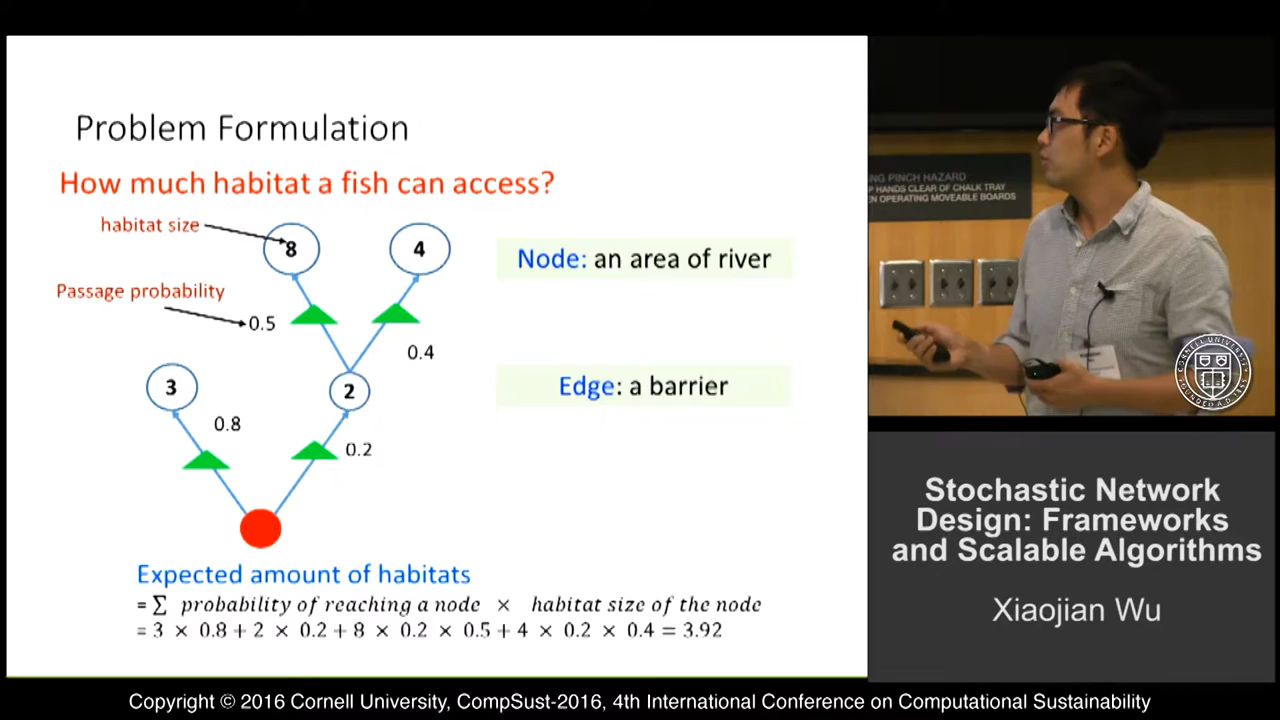 Problem Formulation
How much habitat a fish can access?
habitat size
8
4
Node: an area of river
Passage probability
0.5
0.4
3
2
Edge: a barrier
0.8
0.2
Expected amount of habitats
= ∑ probability of reaching a node × habitat size of the node
= 3 × 0.8 + 2 × 0.2 + 8 × 0.2 × 0.5 + 4 × 0.2 × 0.4 = 3.92
ING PINCH HAZARD
P HANDS CLEAR OF CHALK TRAY
EN OPERATING MOVEABLE BOARDS
Stochastic Network
Design: Frameworks
and Scalable Algorithms
Xiaojian Wu
Copyright © 2016 Cornell University, CompSust-2016, 4th International Conference on Computational Sustainability